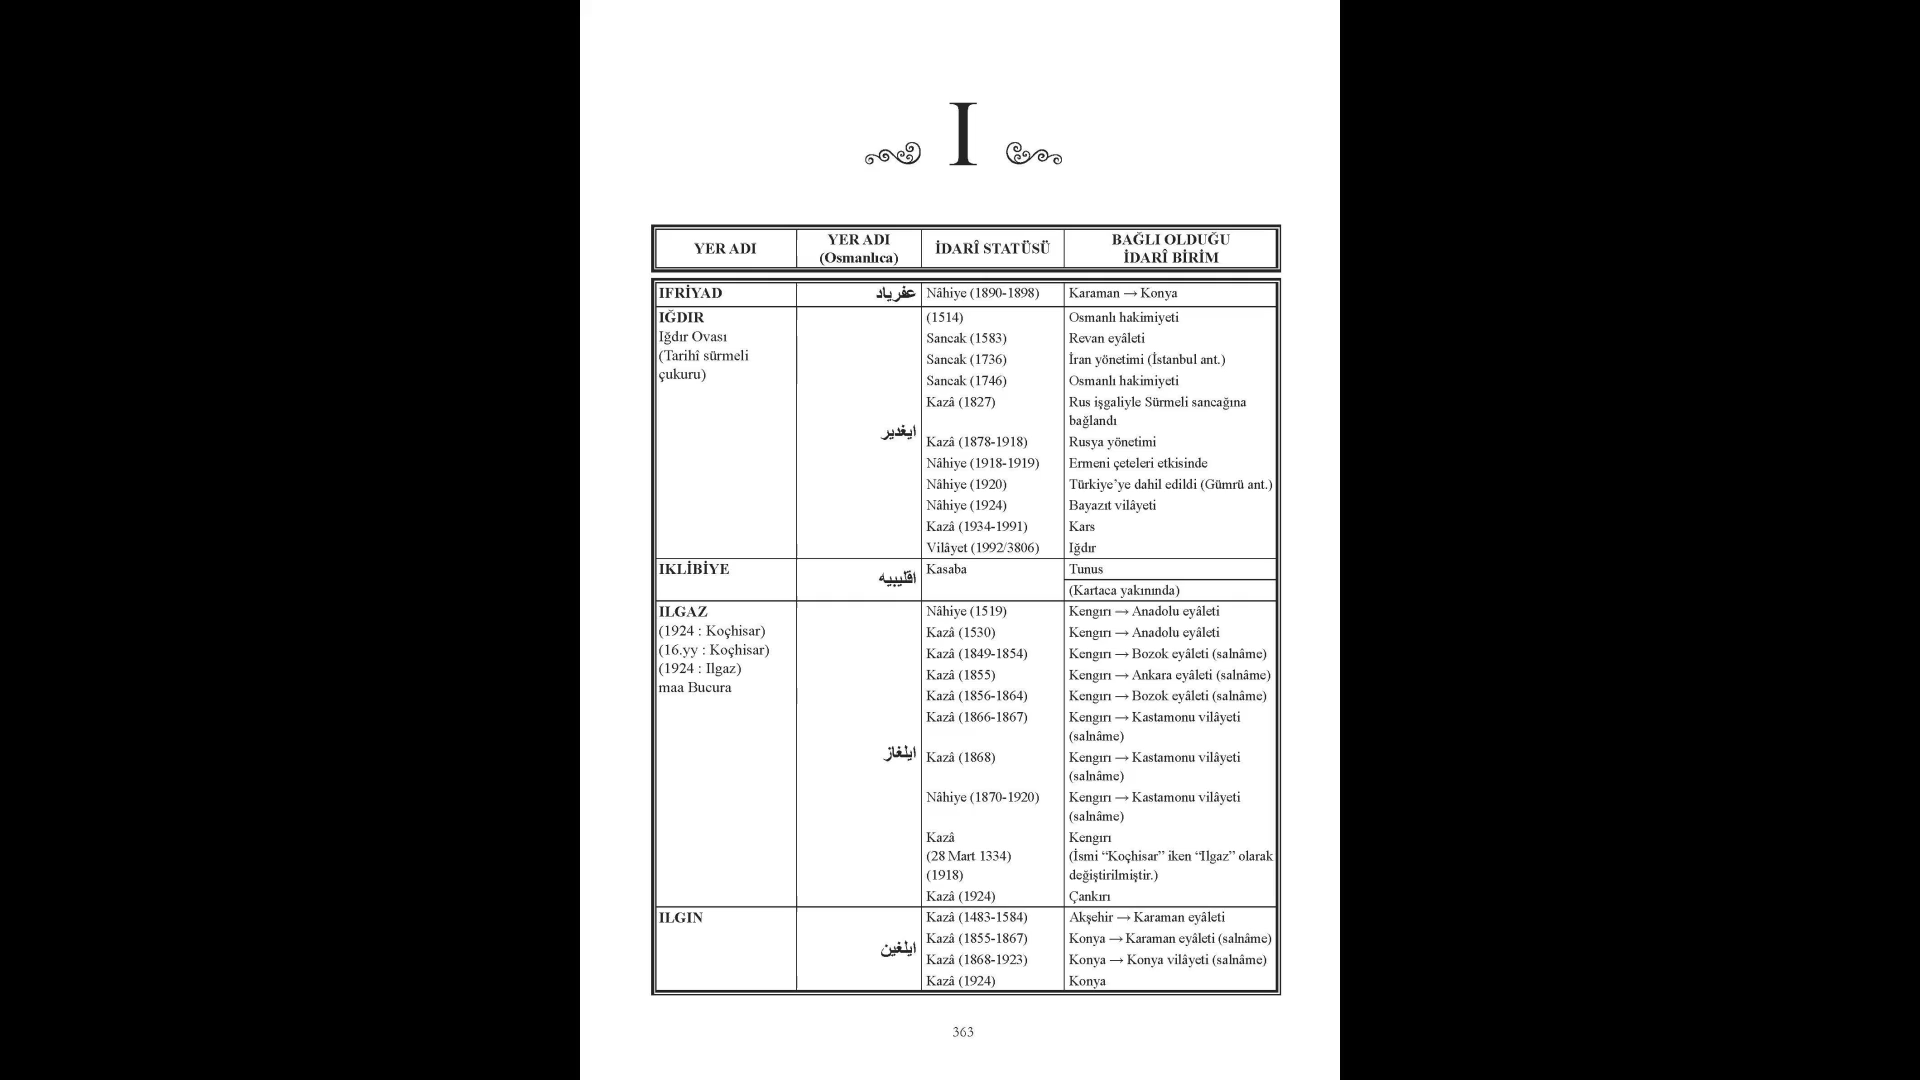 I
YER ADI
YER ADI
(Osmanlıca)
İDARÎ STATÜSÜ
BAĞLI OLDUĞU
İDARÎ BİRİM
IFRİYAD عفرياد Nâhiye (1890-1898) Karaman → Konya
IĞDIR (1514) Osmanlı hakimiyeti
Iğdır Ovası Sancak (1583) Revan eyâleti
(Tarihî sürmeli Sancak (1736) İran yönetimi (İstanbul ant.)
çukuru) Sancak (1746) Osmanlı hakimiyeti
Kazâ (1827) Rus işgaliyle Sürmeli sancağına
bağlandı
ايغدير
Kazâ (1878-1918) Rusya yönetimi
Nâhiye (1918-1919) Ermeni çeteleri etkisinde
Nâhiye (1920) Türkiye’ye dahil edildi (Gümrü ant.)
Nâhiye (1924) Bayazıt vilâyeti
Kazâ (1934-1991) Kars
Vilâyet (1992/3806) Iğdır
IKLİBİYE اقليبيه Kasaba Tunus
(Kartaca yakınında)
ILGAZ Nâhiye (1519) Kengırı → Anadolu eyâleti
(1924 : Koçhisar) Kazâ (1530) Kengırı → Anadolu eyâleti
(16.yy : Koçhisar) Kazâ (1849-1854) Kengırı → Bozok eyâleti (salnâme)
(1924 : Ilgaz) Kazâ (1855) Kengırı → Ankara eyâleti (salnâme)
maa Bucura Kazâ (1856-1864) Kengırı → Bozok eyâleti (salnâme)
Kazâ (1866-1867) Kengırı → Kastamonu vilâyeti
(salnâme)
ايلغاز Kazâ (1868) Kengırı → Kastamonu vilâyeti
(salnâme)
Nâhiye (1870-1920) Kengırı → Kastamonu vilâyeti
(salnâme)
Kazâ Kengırı
(28 Mart 1334) (İsmi “Koçhisar” iken “Ilgaz” olarak
(1918) değiştirilmiştir.)
Kazâ (1924) Çankırı
ILGIN Kazâ (1483-1584) Akşehir → Karaman eyâleti
ايلغين Kazâ (1855-1867) Konya → Karaman eyâleti (salnâme)
Kazâ (1868-1923) Konya → Konya vilâyeti (salnâme)
Kazâ (1924) Konya
363